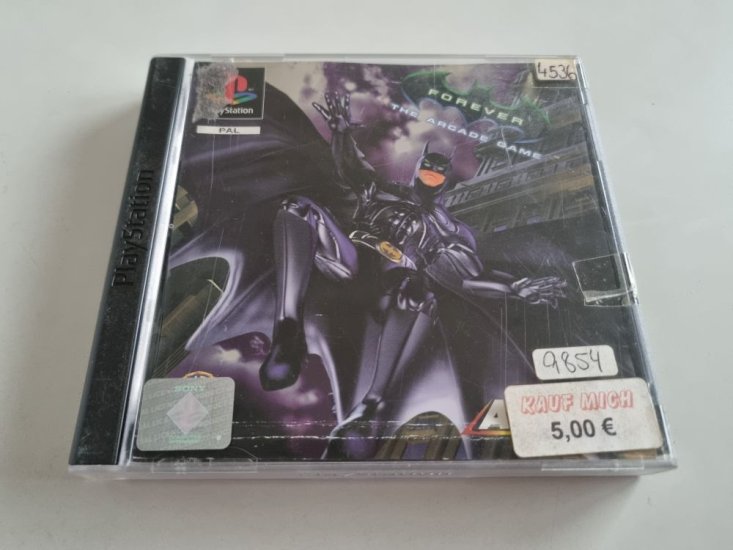 4536
PlayStation
PAL
FOREVER
THE ARCADE GAME
PlayStation
SONY
9854
KAUF MICH
5,00 €